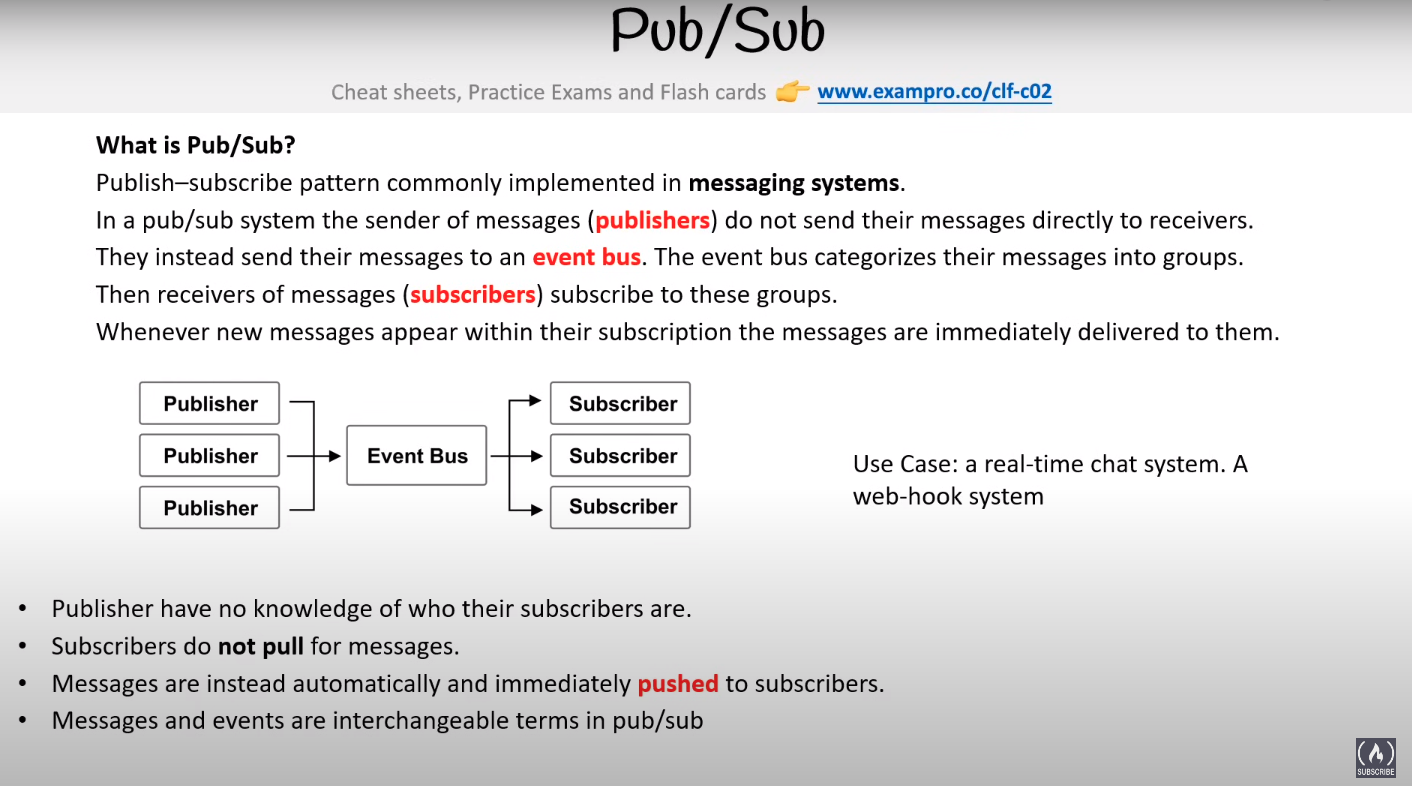 Pub/Sub
Cheat sheets, Practice Exams and Flash cards 👉 www.exampro.co/clf-c02
What is Pub/Sub?
Publish–subscribe pattern commonly implemented in messaging systems.
In a pub/sub system the sender of messages (publishers) do not send their messages directly to receivers.
They instead send their messages to an event bus. The event bus categorizes their messages into groups.
Then receivers of messages (subscribers) subscribe to these groups.
Whenever new messages appear within their subscription the messages are immediately delivered to them.
Publisher
Publisher
Publisher
Event Bus
Subscriber
Subscriber
Subscriber
Use Case: a real-time chat system. A
web-hook system
• Publisher have no knowledge of who their subscribers are.
• Subscribers do not pull for messages.
• Messages are instead automatically and immediately pushed to subscribers.
• Messages and events are interchangeable terms in pub/sub
SUBSCRIBE